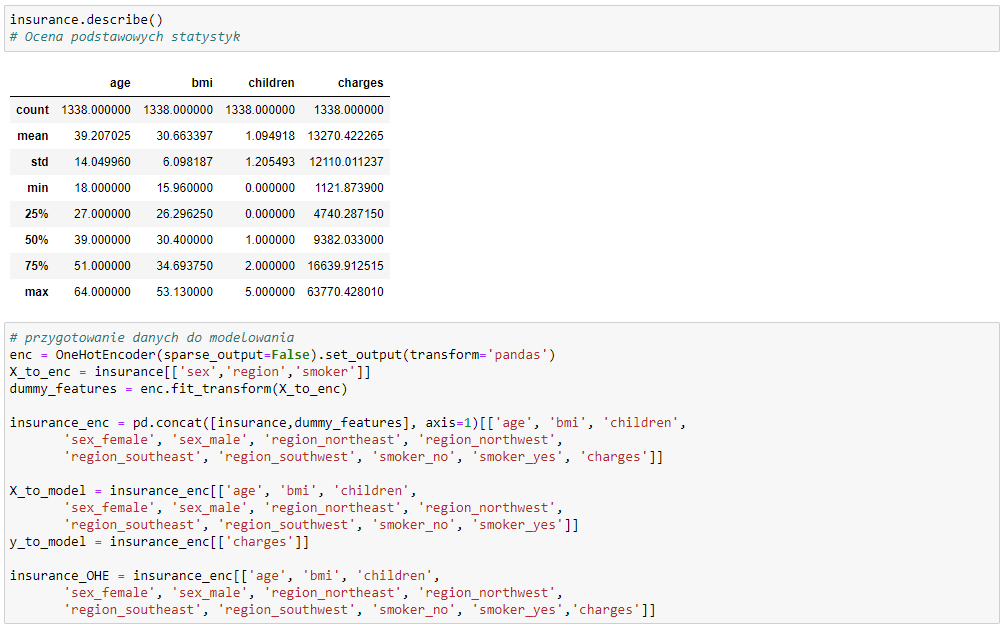 insurance.describe()
# Ocena podstawowych statystyk
age bmi children charges
count 1338.000000 1338.000000 1338.000000 1338.000000
mean 39.207025 30.663397 1.094918 13270.422265
std 14.049960 6.098187 1.205493 12110.011237
min 18.000000 15.960000 0.000000 1121.873900
25% 27.000000 26.296250 0.000000 4740.287150
50% 39.000000 30.400000 1.000000 9382.033000
75% 51.000000 34.693750 2.000000 16639.912515
max 64.000000 53.130000 5.000000 63770.428010
# przygotowanie danych do modelowania
enc = OneHotEncoder(sparse_output=False).set_output(transform='pandas')
X_to_enc = insurance[['sex','region','smoker']]
dummy_features = enc.fit_transform(X_to_enc)
insurance_enc = pd.concat([insurance,dummy_features], axis=1)[['age', 'bmi', 'children',
'sex_female', 'sex_male', 'region_northeast', 'region_northwest',
'region_southeast', 'region_southwest', 'smoker_no', 'smoker_yes', 'charges']]
X_to_model = insurance_enc[['age', 'bmi', 'children',
'sex_female', 'sex_male', 'region_northeast', 'region_northwest',
'region_southeast', 'region_southwest', 'smoker_no', 'smoker_yes']]
y_to_model = insurance_enc[['charges']]
insurance_OHE = insurance_enc[['age', 'bmi', 'children',
'sex_female', 'sex_male', 'region_northeast', 'region_northwest',
'region_southeast', 'region_southwest', 'smoker_no', 'smoker_yes','charges']]